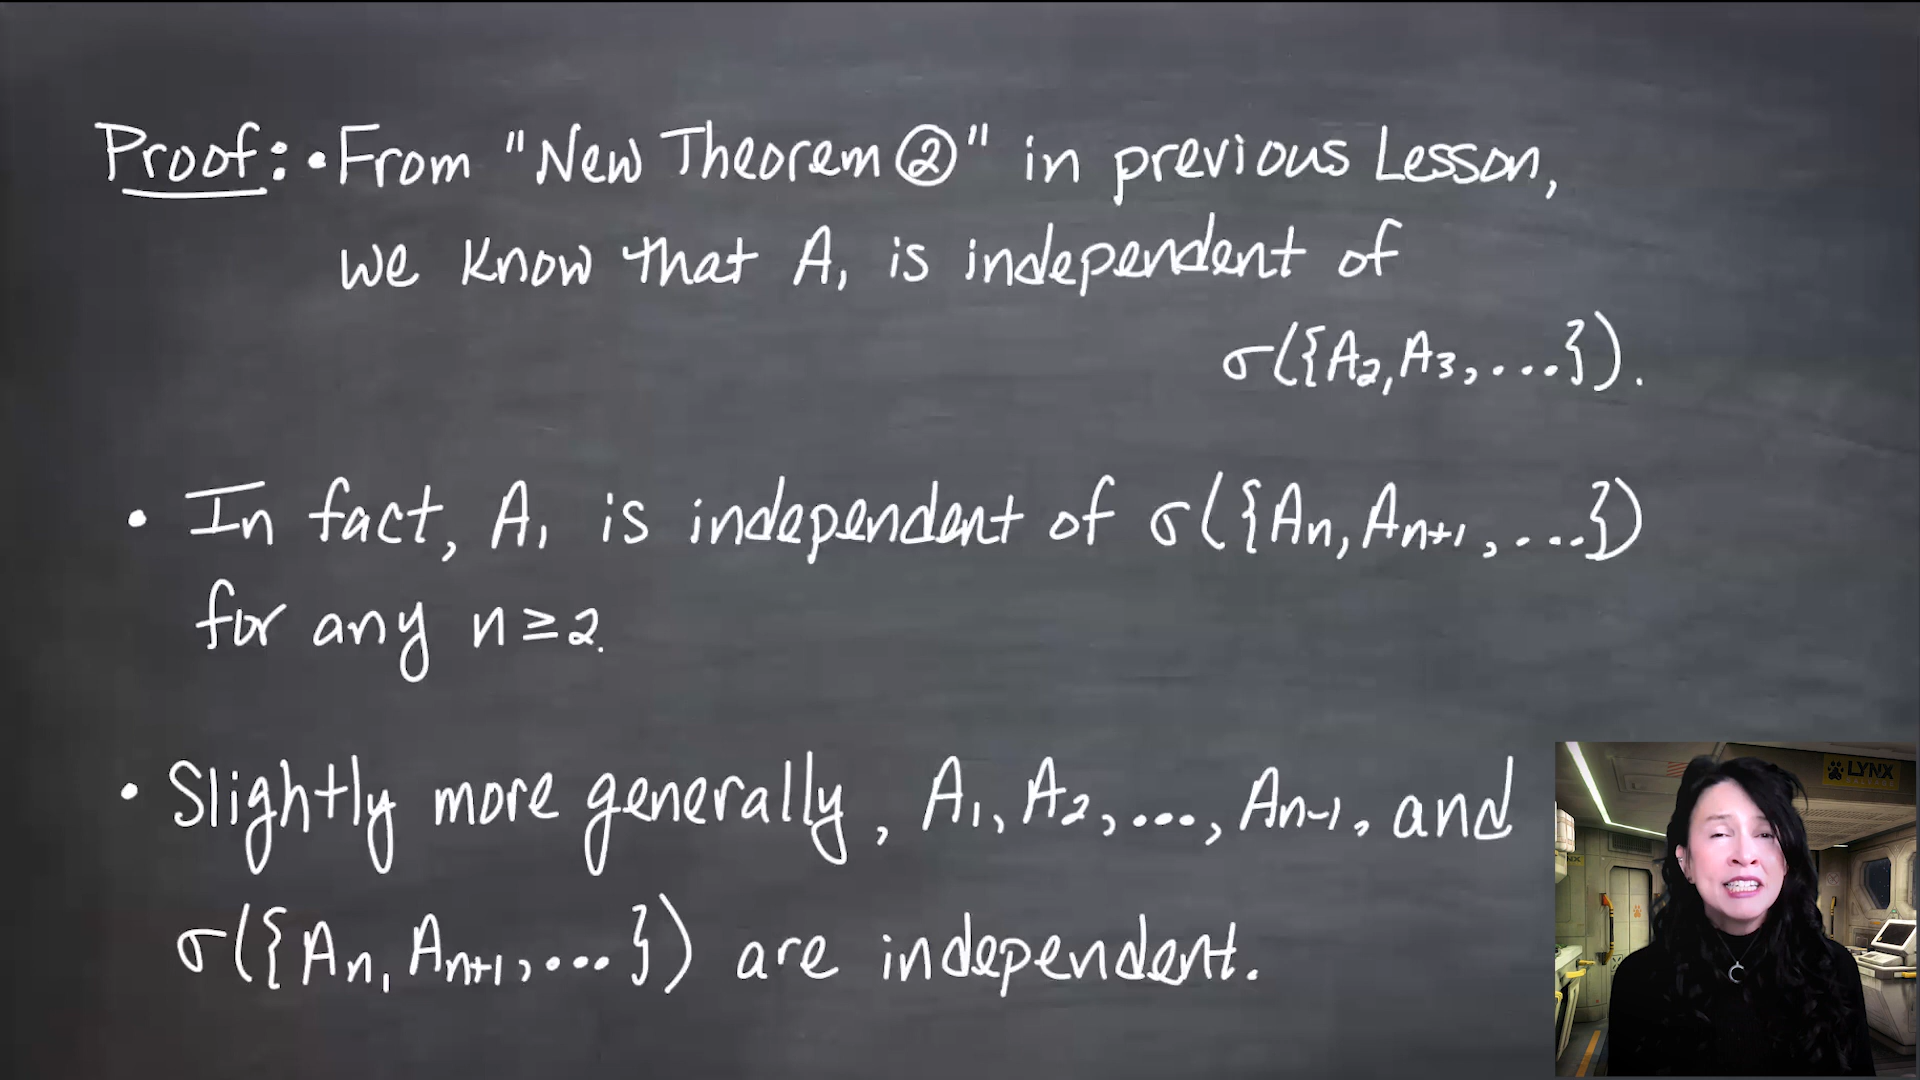 Proof: • From "New Theorem ②" in previous Lesson,
we know that A₁ is independent of
σ({A₂, A₃, ...}).
• In fact, A₁ is independent of σ({Aₙ, Aₙ₊₁, ...})
for any n ≥ 2.
• Slightly more generally, A₁, A₂, ..., Aₙ₋₁, and
σ({Aₙ, Aₙ₊₁, ...}) are independent.
LYNX